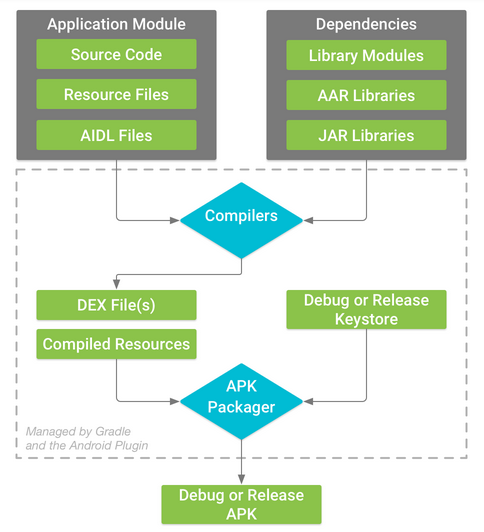 Application Module
Source Code
Resource Files
AIDL Files
Dependencies
Library Modules
AAR Libraries
JAR Libraries
Compilers
DEX File(s)
Compiled Resources
Debug or Release
Keystore
APK
Packager
Managed by Gradle
and the Android Plugin
Debug or Release
APK